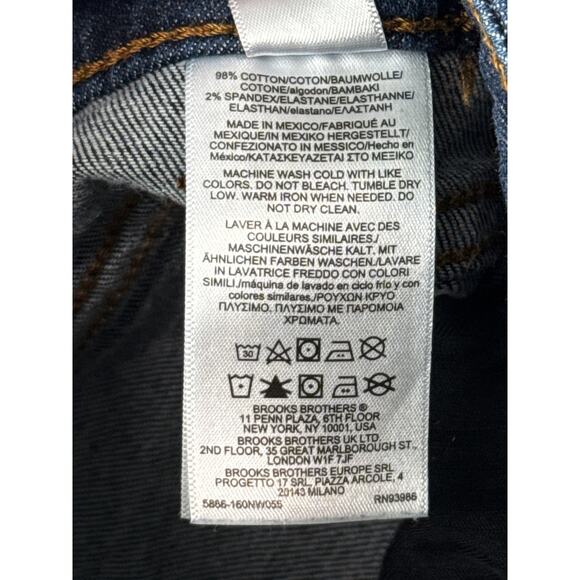 98% COTTON/COTON/BAUMWOLLE/
COTONE/algodon/BAMBAKI
2% SPANDEX/ELASTANE/ELASTHANNE/
ELASTHAN/elastano/ΕΛΑΣΤΑΝΗ
MADE IN MEXICO/FABRIQUÉ AU
MEXIQUE/IN MEXICO HERGESTELLT/
CONFEZIONATO IN MESSICO/Hecho en
México/ΚΑΤΑΣΚΕΥΑΖΕΤΑΙ ΣΤΟ ΜΕΞΙΚΟ
MACHINE WASH COLD WITH LIKE
COLORS. DO NOT BLEACH. TUMBLE DRY
LOW. WARM IRON WHEN NEEDED. DO
NOT DRY CLEAN.
LAVER À LA MACHINE AVEC DES
COULEURS SIMILAIRES./
MASCHINENWÄSCHE KALT. MIT
ÄHNLICHEN FARBEN WASCHEN./LAVARE
IN LAVATRICE FREDDO CON COLORI
SIMILI./máquina de lavado en ciclo frío y con
colores similares./ΡΟΥΧΩΝ ΚΡΥΟ
ΠΛΥΣΙΜΟ. ΠΛΥΣΙΜΟ ΜΕ ΠΑΡΟΜΟΙΑ
ΧΡΩΜΑΤΑ.
30
BROOKS BROTHERS ®
11 PENN PLAZA, 6TH FLOOR
NEW YORK, NY 10001, USA
BROOKS BROTHERS UK LTD
2ND FLOOR, 35 GREAT MARLBOROUGH ST.,
LONDON W1F 7JF
BROOKS BROTHERS EUROPE SRL
PROGETTO 17 SRL, PIAZZA ARCOLE, 4
20143 MILANO
5866-160NW055 RN93986